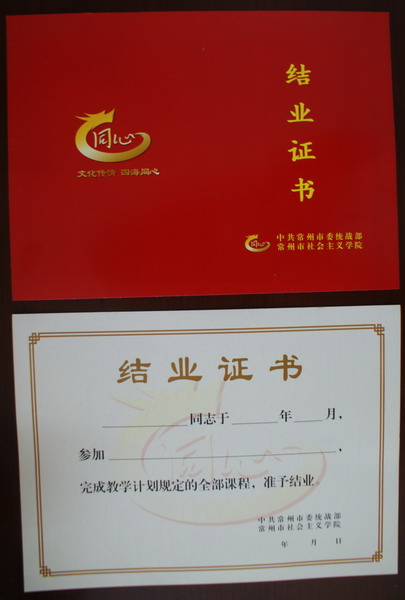 同心
文化传情 四海同心
结业证书
同心
中共常州市委统战部
常州市社会主义学院
结业证书
同志于 年 月,
参加 ,
完成教学计划规定的全部课程，准予结业。
同心
中共常州市委统战部
常州市社会主义学院
年 月 日